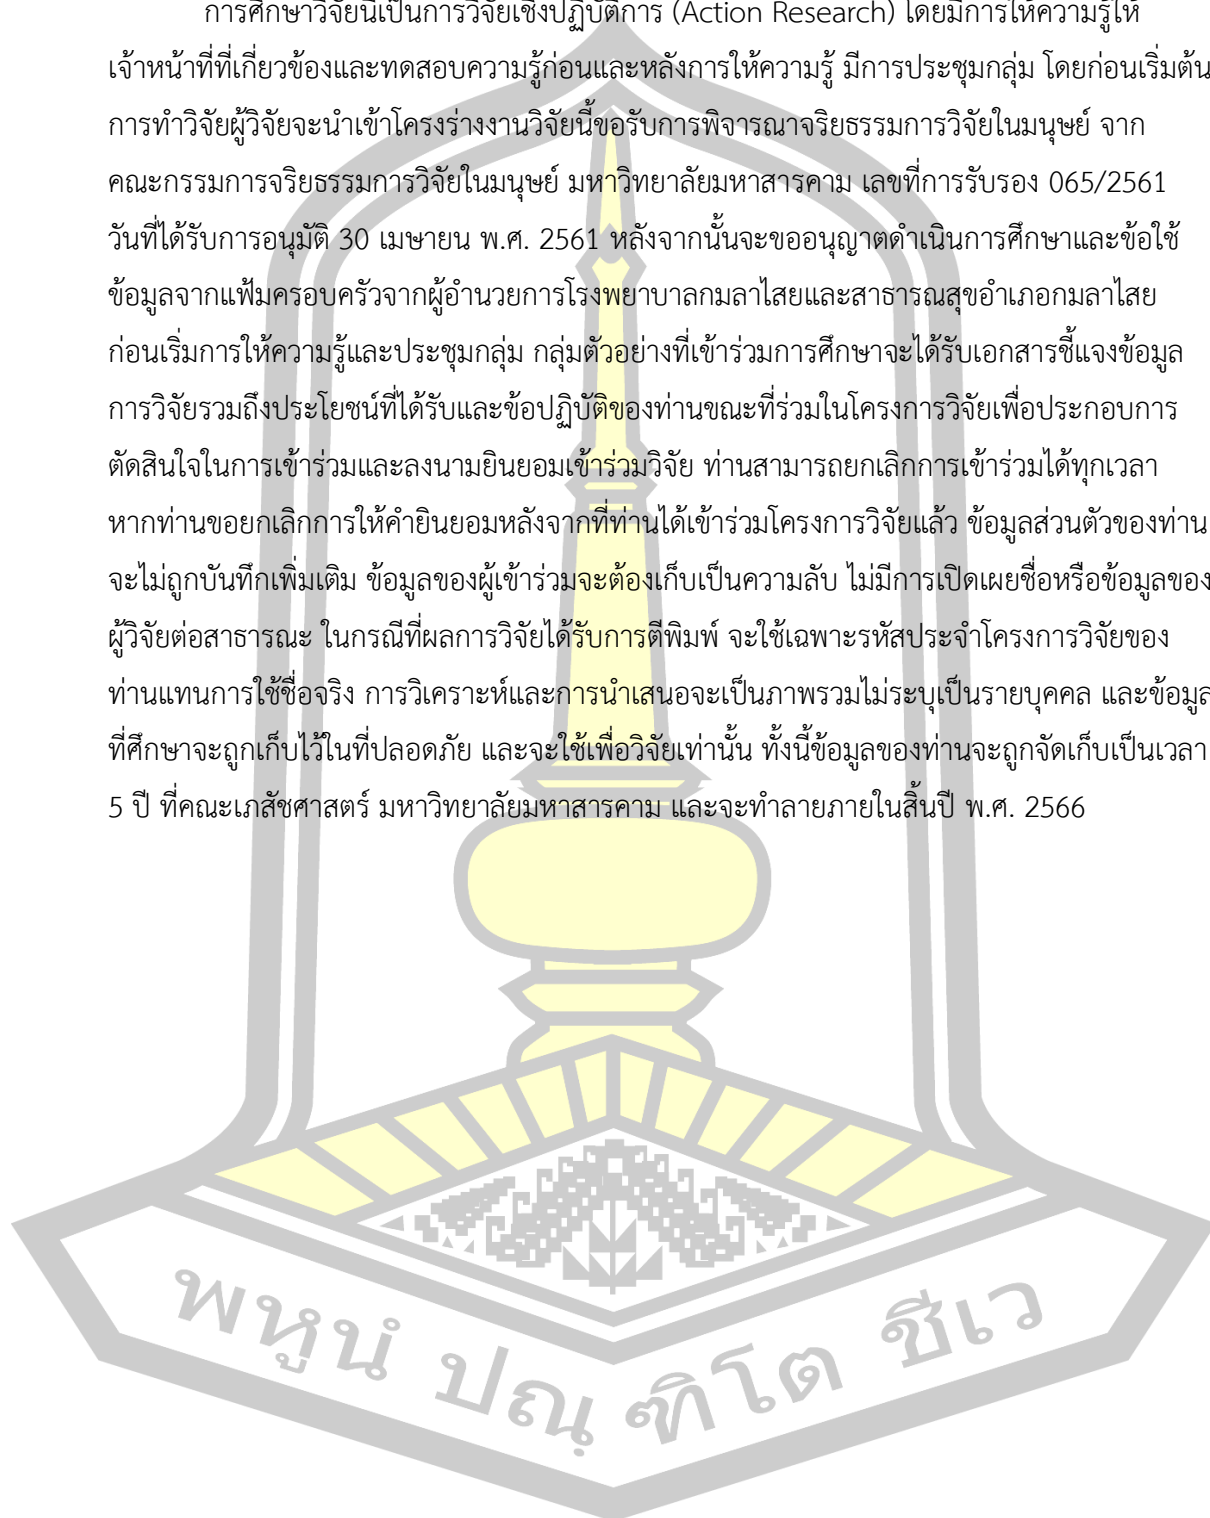 การศึกษาวิจัยนี้เป็นการวิจัยเชิงปฏิบัติการ (Action Research) โดยมีการให้ความรู้ให้
เจ้าหน้าที่ที่เกี่ยวข้องและทดสอบความรู้ก่อนและหลังการให้ความรู้ มีการประชุมกลุ่ม โดยก่อนเริ่มต้น
การทำวิจัยผู้วิจัยจะนำเข้าโครงร่างงานวิจัยนี้ขอรับการพิจารณาจริยธรรมการวิจัยในมนุษย์ จาก
คณะกรรมการจริยธรรมการวิจัยในมนุษย์ มหาวิทยาลัยมหาสารคาม เลขที่การรับรอง 065/2561
วันที่ได้รับการอนุมัติ 30 เมษายน พ.ศ. 2561 หลังจากนั้นจะขออนุญาตดำเนินการศึกษาและข้อใช้
ข้อมูลจากแฟ้มครอบครัวจากผู้อำนวยการโรงพยาบาลกมลาไสยและสาธารณสุขอำเภอกมลาไสย
ก่อนเริ่มการให้ความรู้และประชุมกลุ่ม กลุ่มตัวอย่างที่เข้าร่วมการศึกษาจะได้รับเอกสารชี้แจงข้อมูล
การวิจัยรวมถึงประโยชน์ที่ได้รับและข้อปฏิบัติของท่านขณะที่ร่วมในโครงการวิจัยเพื่อประกอบการ
ตัดสินใจในการเข้าร่วมและลงนามยินยอมเข้าร่วมวิจัย ท่านสามารถยกเลิกการเข้าร่วมได้ทุกเวลา
หากท่านขอยกเลิกการให้คำยินยอมหลังจากที่ท่านได้เข้าร่วมโครงการวิจัยแล้ว ข้อมูลส่วนตัวของท่าน
จะไม่ถูกบันทึกเพิ่มเติม ข้อมูลของผู้เข้าร่วมจะต้องเก็บเป็นความลับ ไม่มีการเปิดเผยชื่อหรือข้อมูลของ
ผู้วิจัยต่อสาธารณะ ในกรณีที่ผลการวิจัยได้รับการตีพิมพ์ จะใช้เฉพาะรหัสประจำโครงการวิจัยของ
ท่านแทนการใช้ชื่อจริง การวิเคราะห์และการนำเสนอจะเป็นภาพรวมไม่ระบุเป็นรายบุคคล และข้อมูล
ที่ศึกษาจะถูกเก็บไว้ในที่ปลอดภัย และจะใช้เพื่อวิจัยเท่านั้น ทั้งนี้ข้อมูลของท่านจะถูกจัดเก็บเป็นเวลา
5 ปี ที่คณะเภสัชศาสตร์ มหาวิทยาลัยมหาสารคาม และจะทำลายภายในสิ้นปี พ.ศ. 2566
พหูนํ ปณฺฑิโต ชีเว